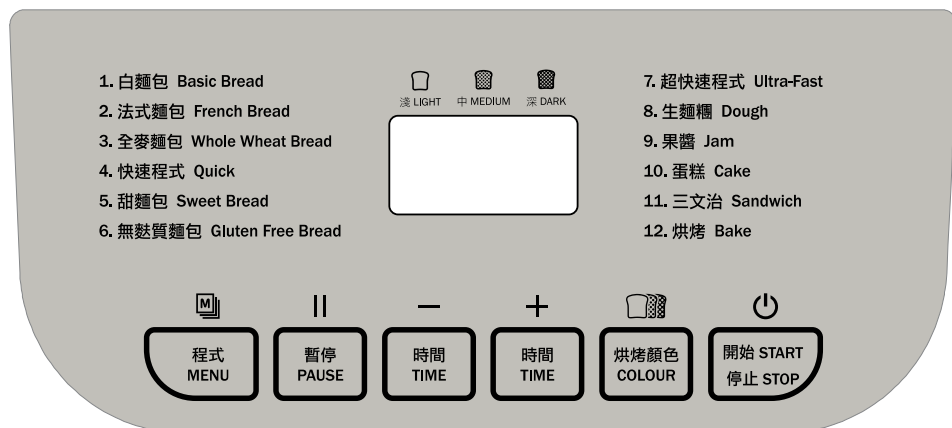 1. 白麵包 Basic Bread
2. 法式麵包 French Bread
3. 全麥麵包 Whole Wheat Bread
4. 快速程式 Quick
5. 甜麵包 Sweet Bread
6. 無麩質麵包 Gluten Free Bread
淺 LIGHT 中 MEDIUM 深 DARK
7. 超快速程式 Ultra-Fast
8. 生麵糰 Dough
9. 果醬 Jam
10. 蛋糕 Cake
11. 三文治 Sandwich
12. 烘烤 Bake
M
程式
MENU
暫停
PAUSE
時間
TIME
時間
TIME
烘烤顏色
COLOUR
開始 START
停止 STOP